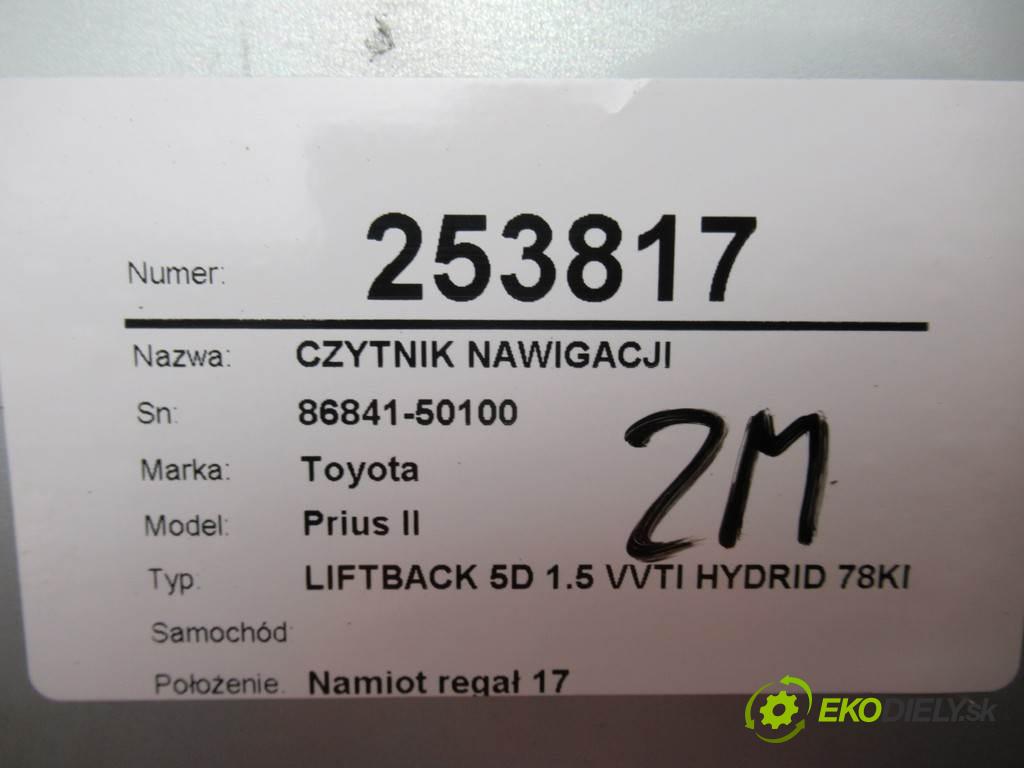 Numer: 253817
Nazwa: CZYTNIK NAWIGACJI
Sn: 86841-50100
Marka: Toyota
Model: Prius II
Typ: LIFTBACK 5D 1.5 VVTI HYDRID 78KI
Samochód
Położenie. Namiot regał 17
2M
EKODIELY.sk